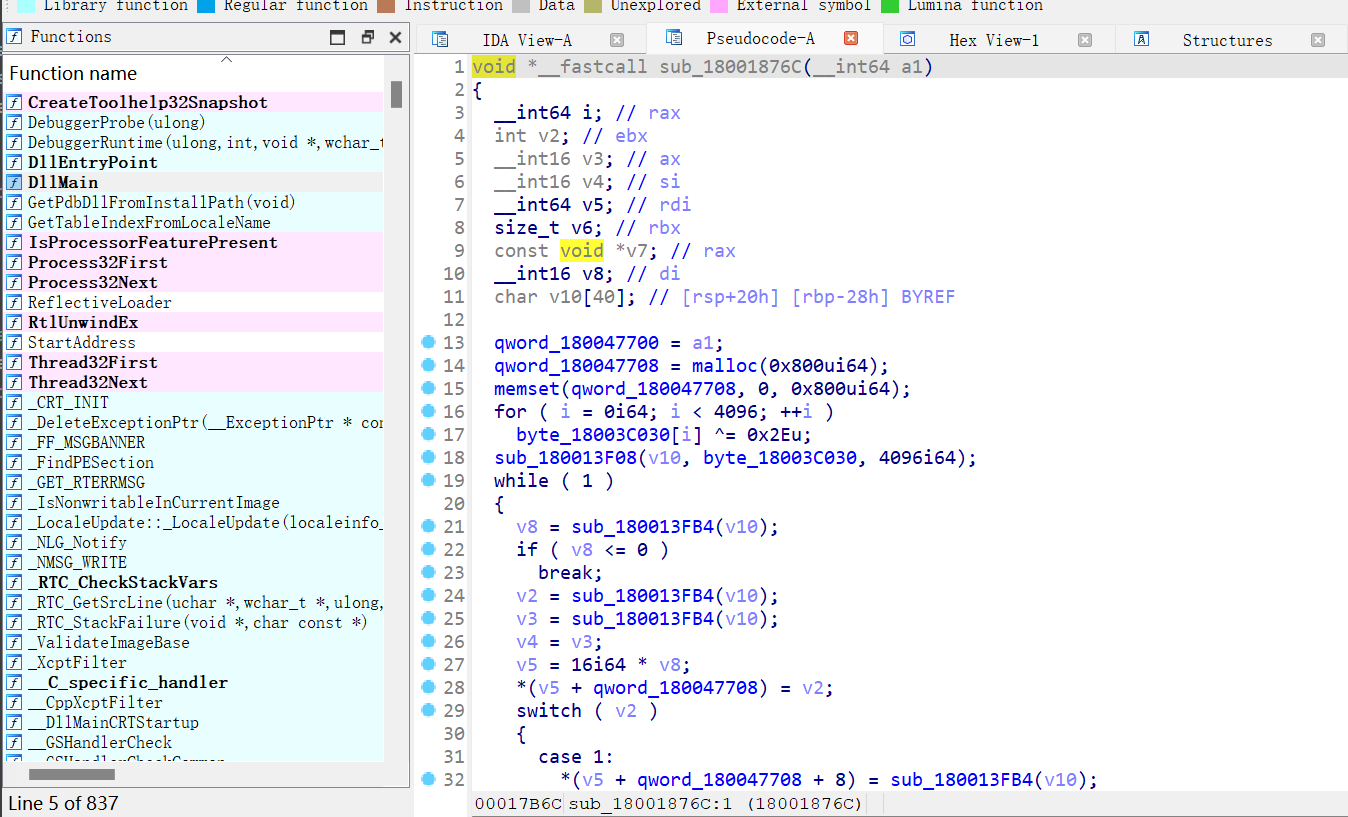 Library function Regular function Instruction Data Unexplored External symbol Lumina function
Functions
IDA View-A Pseudocode-A Hex View-1 Structures
Function name
CreateToolhelp32Snapshot
DebuggerProbe(ulong)
DebuggerRuntime(ulong,int,void *,wchar_t
DllEntryPoint
DllMain
GetPdbDllFromInstallPath(void)
GetTableIndexFromLocaleName
IsProcessorFeaturePresent
Process32First
Process32Next
ReflectiveLoader
RtlUnwindEx
StartAddress
Thread32First
Thread32Next
_CRT_INIT
_DeleteExceptionPtr(__ExceptionPtr * con
_FF_MSGBANNER
_FindPESection
_GET_RTERRMSG
_IsNonwritableInCurrentImage
_LocaleUpdate::_LocaleUpdate(localeinfo_
_NLG_Notify
_NMSG_WRITE
_RTC_CheckStackVars
_RTC_GetSrcLine(uchar *,wchar_t *,ulong,
_RTC_StackFailure(void *,char const *)
_ValidateImageBase
_XcptFilter
__C_specific_handler
__CppXcptFilter
__DllMainCRTStartup
__GSHandlerCheck
Line 5 of 837
1 void *__fastcall sub_18001876C(__int64 a1)
2 {
3 __int64 i; // rax
4 int v2; // ebx
5 __int16 v3; // ax
6 __int16 v4; // si
7 __int64 v5; // rdi
8 size_t v6; // rbx
9 const void *v7; // rax
10 __int16 v8; // di
11 char v10[40]; // [rsp+20h] [rbp-28h] BYREF
12
13 qword_180047700 = a1;
14 qword_180047708 = malloc(0x800ui64);
15 memset(qword_180047708, 0, 0x800ui64);
16 for ( i = 0i64; i < 4096; ++i )
17 byte_18003C030[i] ^= 0x2Eu;
18 sub_180013F08(v10, byte_18003C030, 4096i64);
19 while ( 1 )
20 {
21 v8 = sub_180013FB4(v10);
22 if ( v8 <= 0 )
23 break;
24 v2 = sub_180013FB4(v10);
25 v3 = sub_180013FB4(v10);
26 v4 = v3;
27 v5 = 16i64 * v8;
28 *(v5 + qword_180047708) = v2;
29 switch ( v2 )
30 {
31 case 1:
32 *(v5 + qword_180047708 + 8) = sub_180013FB4(v10);
00017B6C sub_18001876C:1 (18001876C)